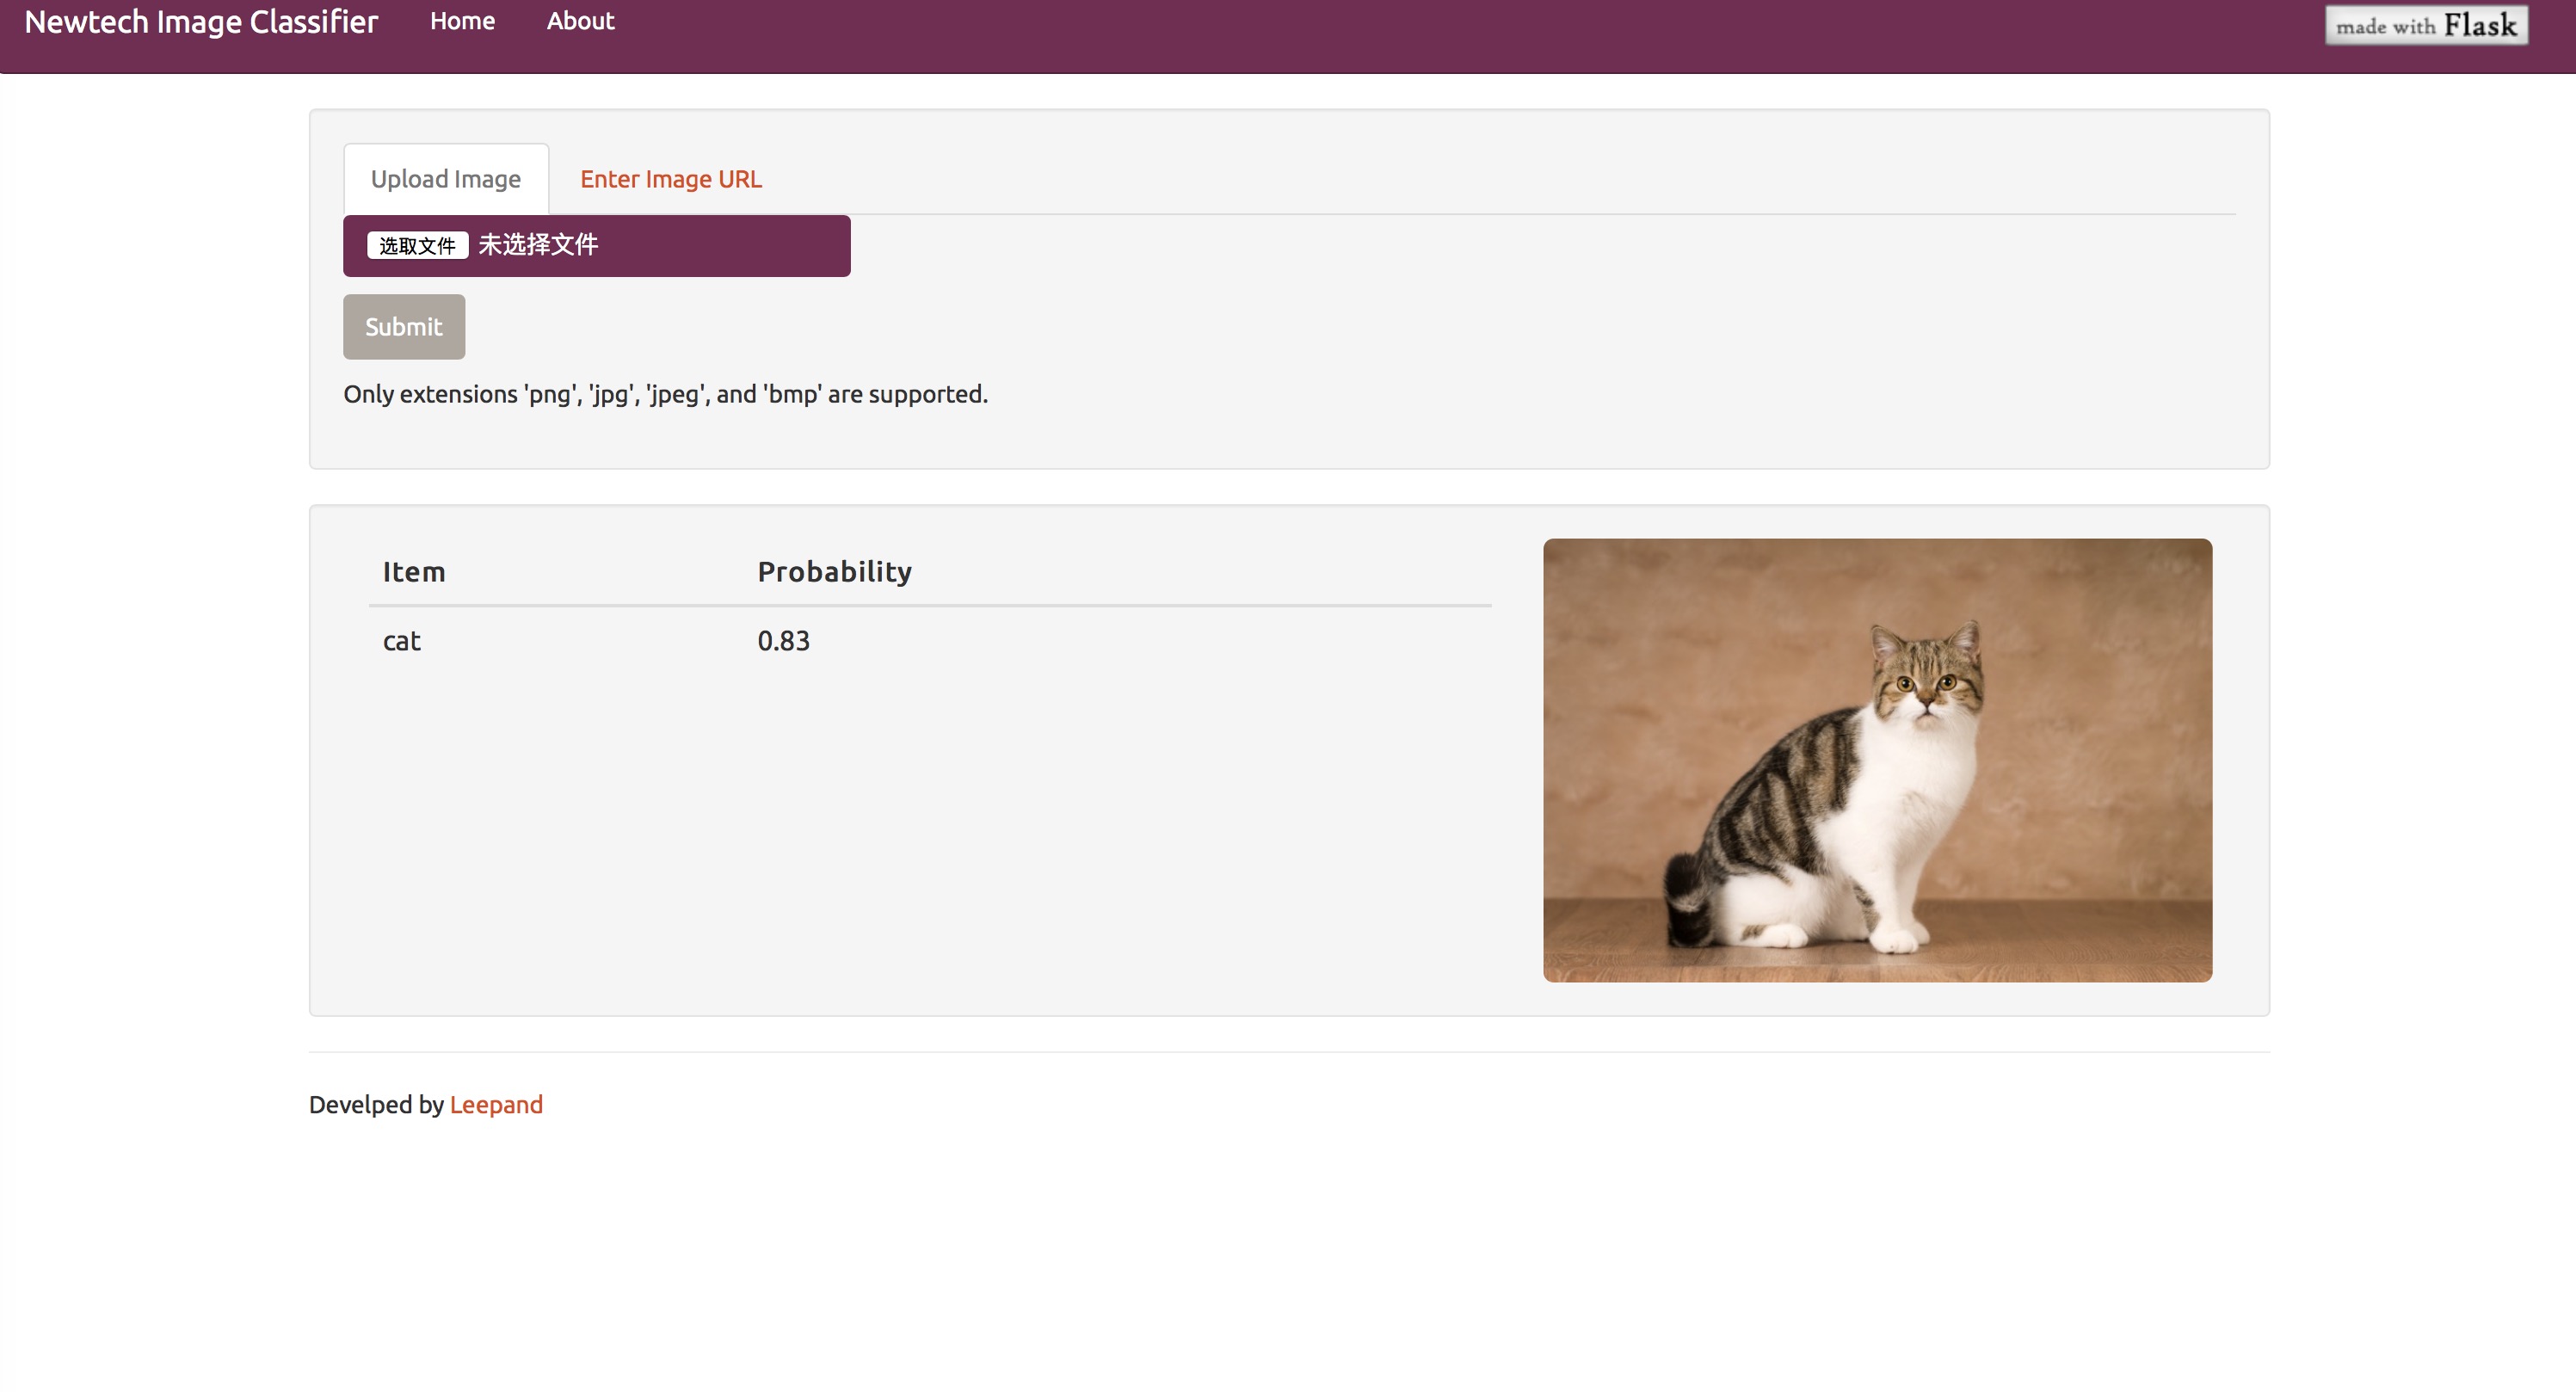 Newtech Image Classifier Home About made with Flask
Upload Image Enter Image URL
选取文件 未选择文件
Submit
Only extensions 'png', 'jpg', 'jpeg', and 'bmp' are supported.
Item Probability
cat 0.83
Develped by Leepand